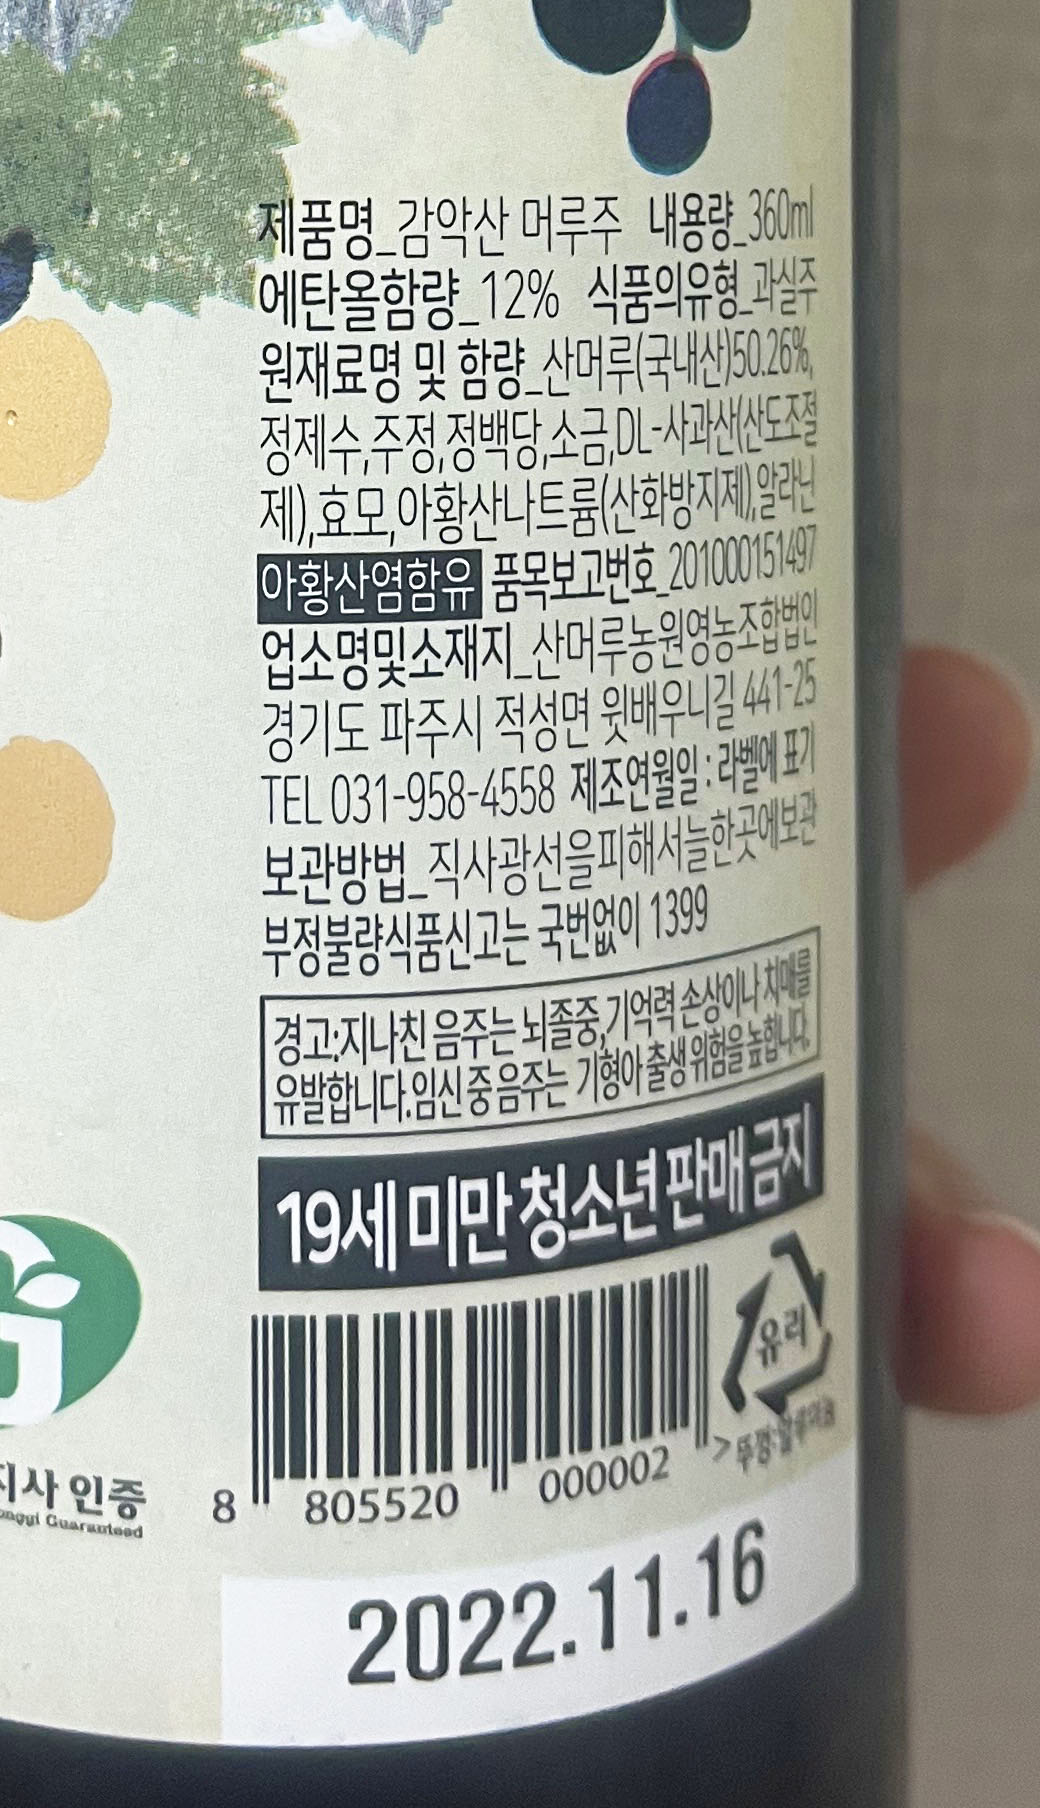 제품명_감악산 머루주 내용량_360ml
에탄올함량_12% 식품의유형_과실주
원재료명 및 함량_산머루(국내산)50.26%,
정제수,주정,정백당,소금,DL-사과산(산도조절
제),효모,아황산나트륨(산화방지제),알라닌
아황산염함유 품목보고번호_201000151497
업소명및소재지_산머루농원영농조합법인
경기도 파주시 적성면 윗배우니길 441-25
TEL 031-958-4558 제조연월일 : 라벨에 표기
보관방법_직사광선을피해서늘한곳에보관
부정불량식품신고는 국번없이 1399
경고:지나친 음주는 뇌졸중,기억력 손상이나 치매를
유발합니다.임신 중 음주는 기형아 출생 위험을 높입니다.
19세 미만 청소년 판매 금지
유리
뚜껑:알루미늄
지사 인증
Guaranteed
8 805520 000002 >
2022.11.16